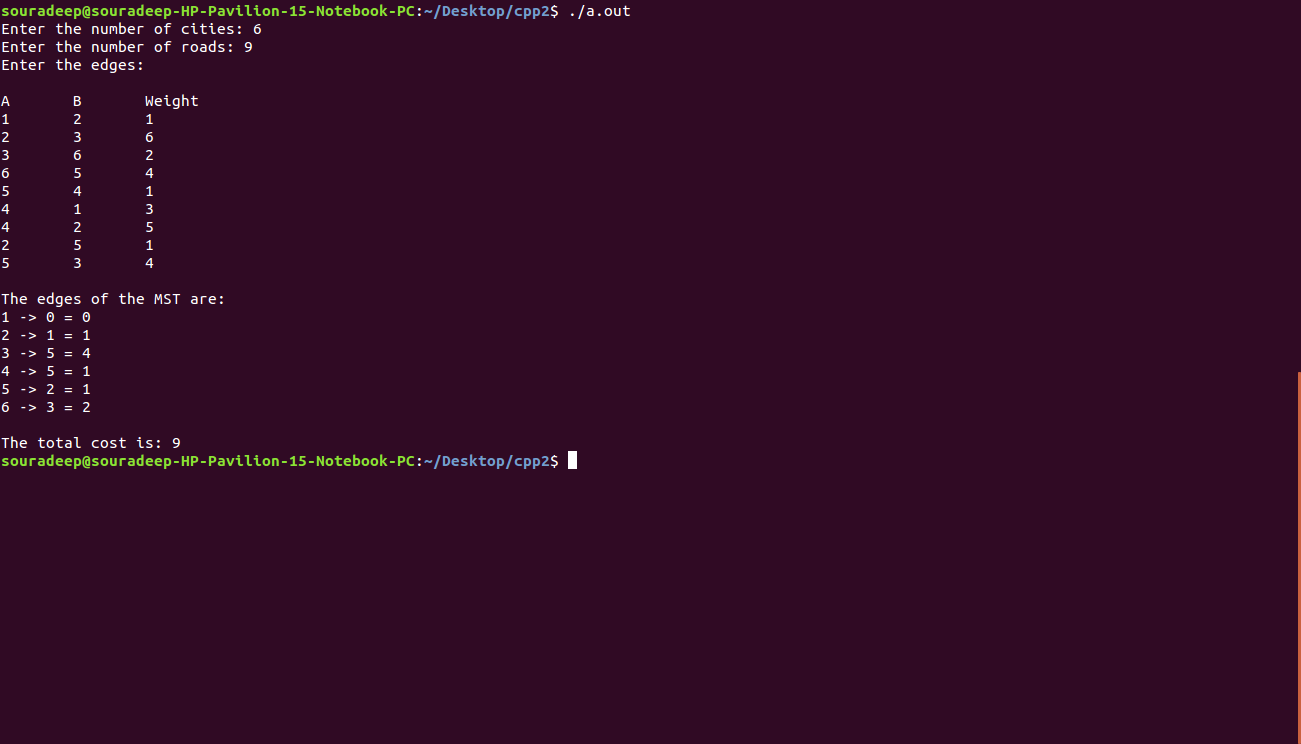 souradeep@souradeep-HP-Pavilion-15-Notebook-PC:~/Desktop/cpp2$ ./a.out
Enter the number of cities: 6
Enter the number of roads: 9
Enter the edges:
A B Weight
1 2 1
2 3 6
3 6 2
6 5 4
5 4 1
4 1 3
4 2 5
2 5 1
5 3 4
The edges of the MST are:
1 -> 0 = 0
2 -> 1 = 1
3 -> 5 = 4
4 -> 5 = 1
5 -> 2 = 1
6 -> 3 = 2
The total cost is: 9
souradeep@souradeep-HP-Pavilion-15-Notebook-PC:~/Desktop/cpp2$